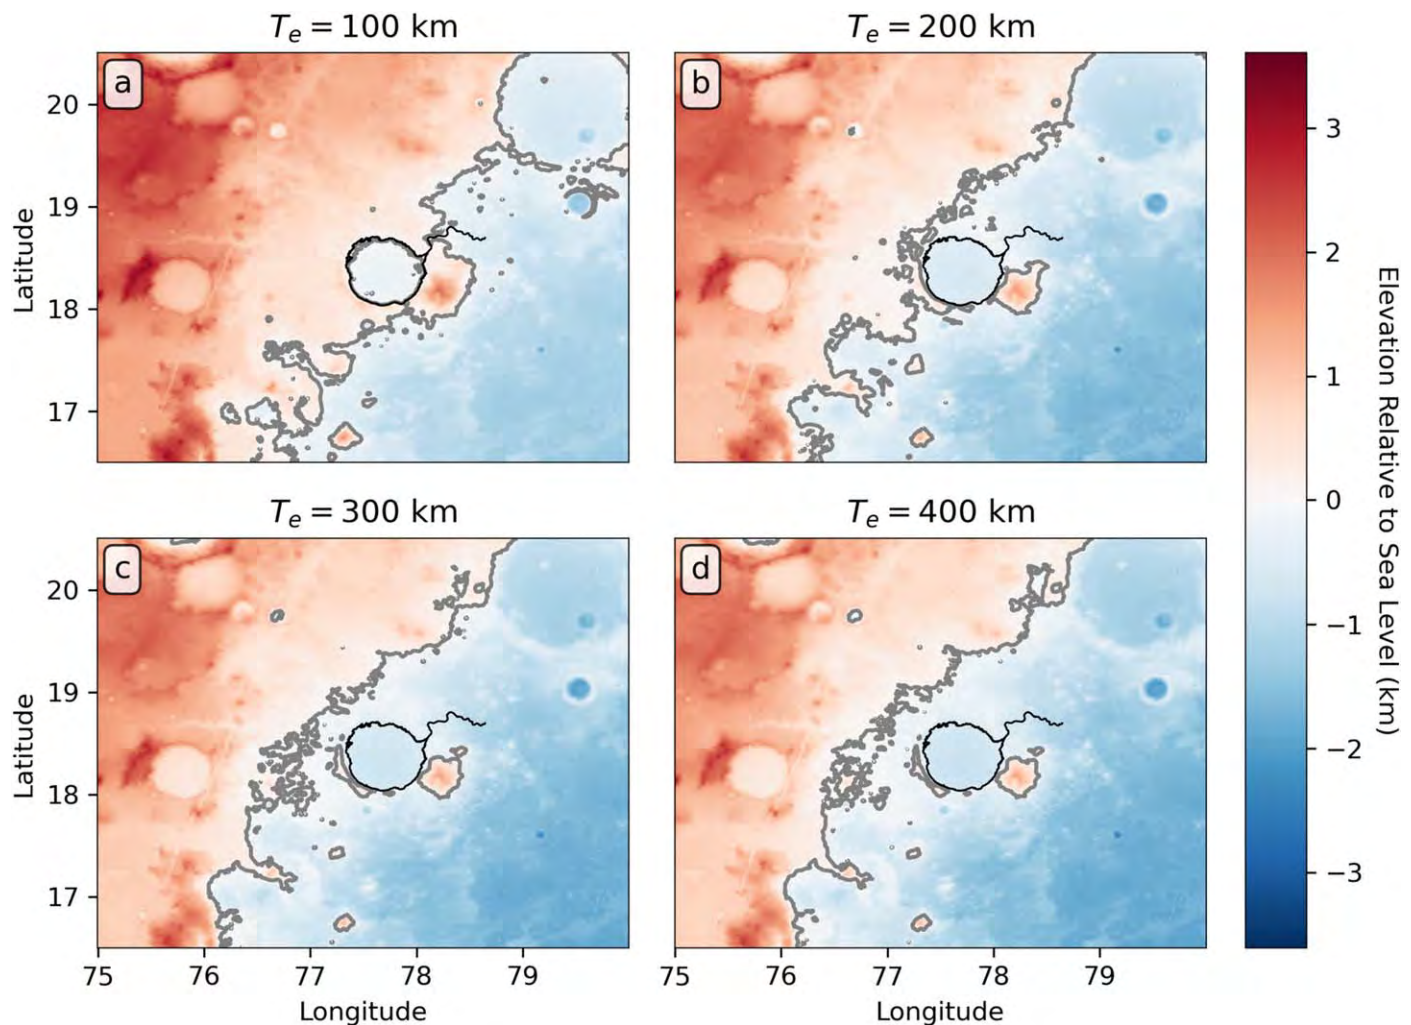 Tₑ = 100 km
Tₑ = 200 km
a
b
20
19
18
17
Latitude
Tₑ = 300 km
Tₑ = 400 km
c
d
20
19
18
17
Latitude
75 76 77 78 79
75 76 77 78 79
Longitude
Longitude
3
2
1
0
−1
−2
−3
Elevation Relative to Sea Level (km)